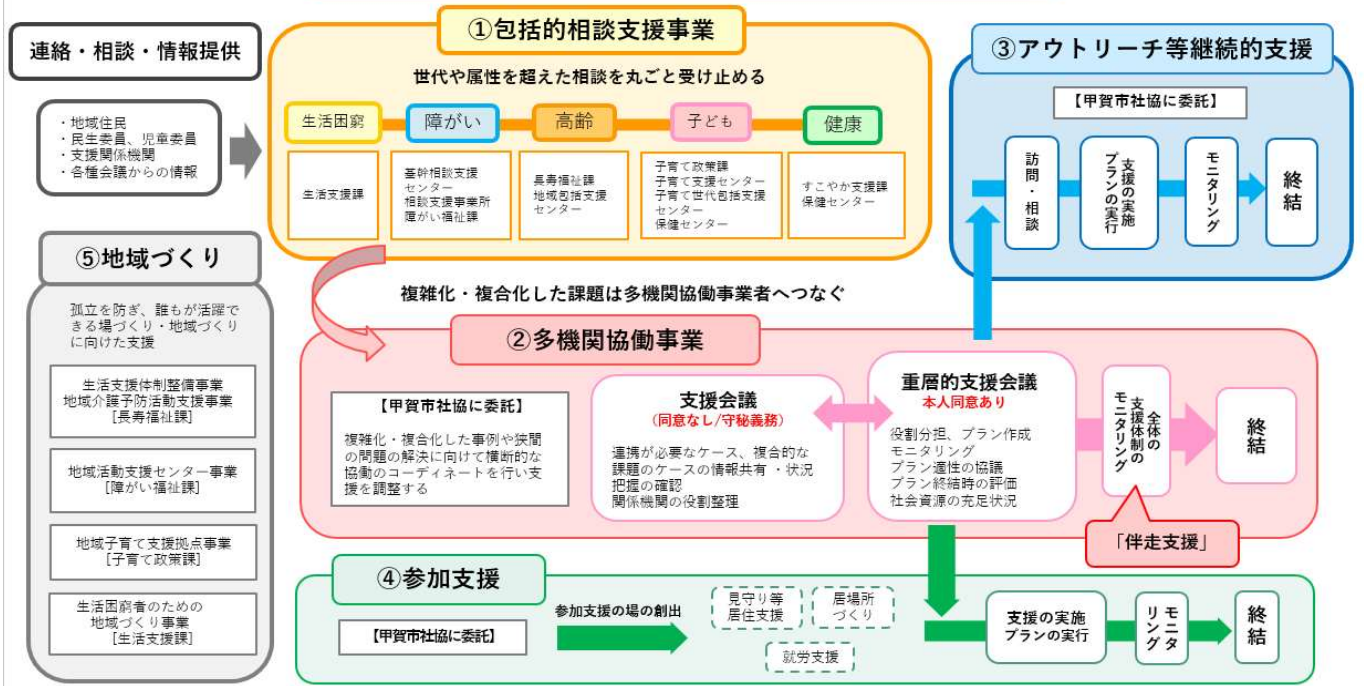 ①包括的相談支援事業
連絡・相談・情報提供
世代や属性を超えた相談を丸ごと受け止める
・地域住民
・民生委員、児童委員
・支援関係機関
・各種会議からの情報
生活困窮
障がい
高齢
子ども
健康
生活支援課
基幹相談支援
センター
相談支援事業所
障がい福祉課
長寿福祉課
地域包括支援
センター
子育て政策課
子育て支援センター
子育て世代包括支援
センター
保健センター
すこやか支援課
保健センター
③アウトリーチ等継続的支援
【甲賀市社協に委託】
訪問・相談
支援の実施
プランの実行
モニタリング
終結
複雑化・複合化した課題は多機関協働事業者へつなぐ
②多機関協働事業
【甲賀市社協に委託】
複雑化・複合化した事例や狭間
の問題の解決に向けて横断的な
協働のコーディネートを行い支
援を調整する
支援会議
(同意なし/守秘義務)
連携が必要なケース、複合的な
課題のケースの情報共有 ・状況
把握の確認
関係機関の役割整理
重層的支援会議
本人同意あり
役割分担、プラン作成
モニタリング
プラン適性の協議
プラン終結時の評価
社会資源の充足状況
全体の
支援体制の
モニタリング
終結
「伴走支援」
④参加支援
【甲賀市社協に委託】
参加支援の場の創出
見守り等
居住支援
居場所
づくり
就労支援
支援の実施
プランの実行
モニタ
リング
終結
⑤地域づくり
孤立を防ぎ、誰もが活躍で
きる場づくり・地域づくり
に向けた支援
生活支援体制整備事業
地域介護予防活動支援事業
[長寿福祉課]
地域活動支援センター事業
[障がい福祉課]
地域子育て支援拠点事業
[子育て政策課]
生活困窮者のための
地域づくり事業
[生活支援課]